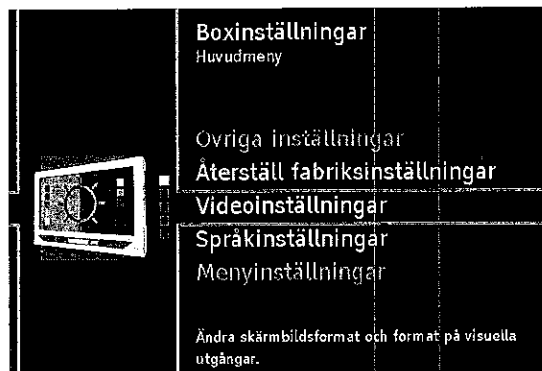 Boxinställningar
Huvudmeny
Övriga inställningar
Återställ fabriksinställningar
Videoinställningar
Språkinställningar
Menyinställningar
Ändra skärmbildsformat och format på visuella
utgångar.